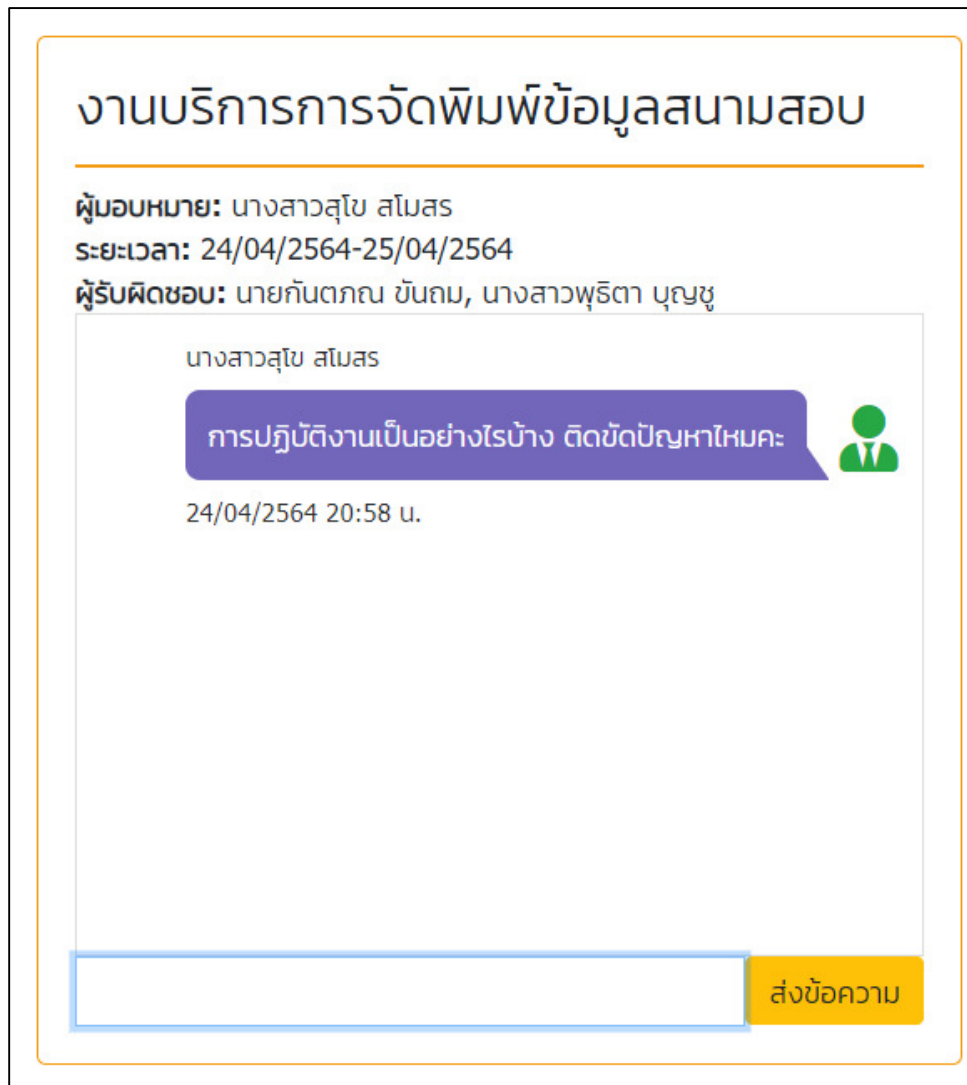 งานบริการการจัดพิมพ์ข้อมูลสนามสอบ
ผู้มอบหมาย: นางสาวสุโข สโมสร
ระยะเวลา: 24/04/2564-25/04/2564
ผู้รับผิดชอบ: นายกันตภณ ขันถม, นางสาวพุธิตา บุญชู
นางสาวสุโข สโมสร
การปฏิบัติงานเป็นอย่างไรบ้าง ติดขัดปัญหาไหมคะ
24/04/2564 20:58 น.
ส่งข้อความ